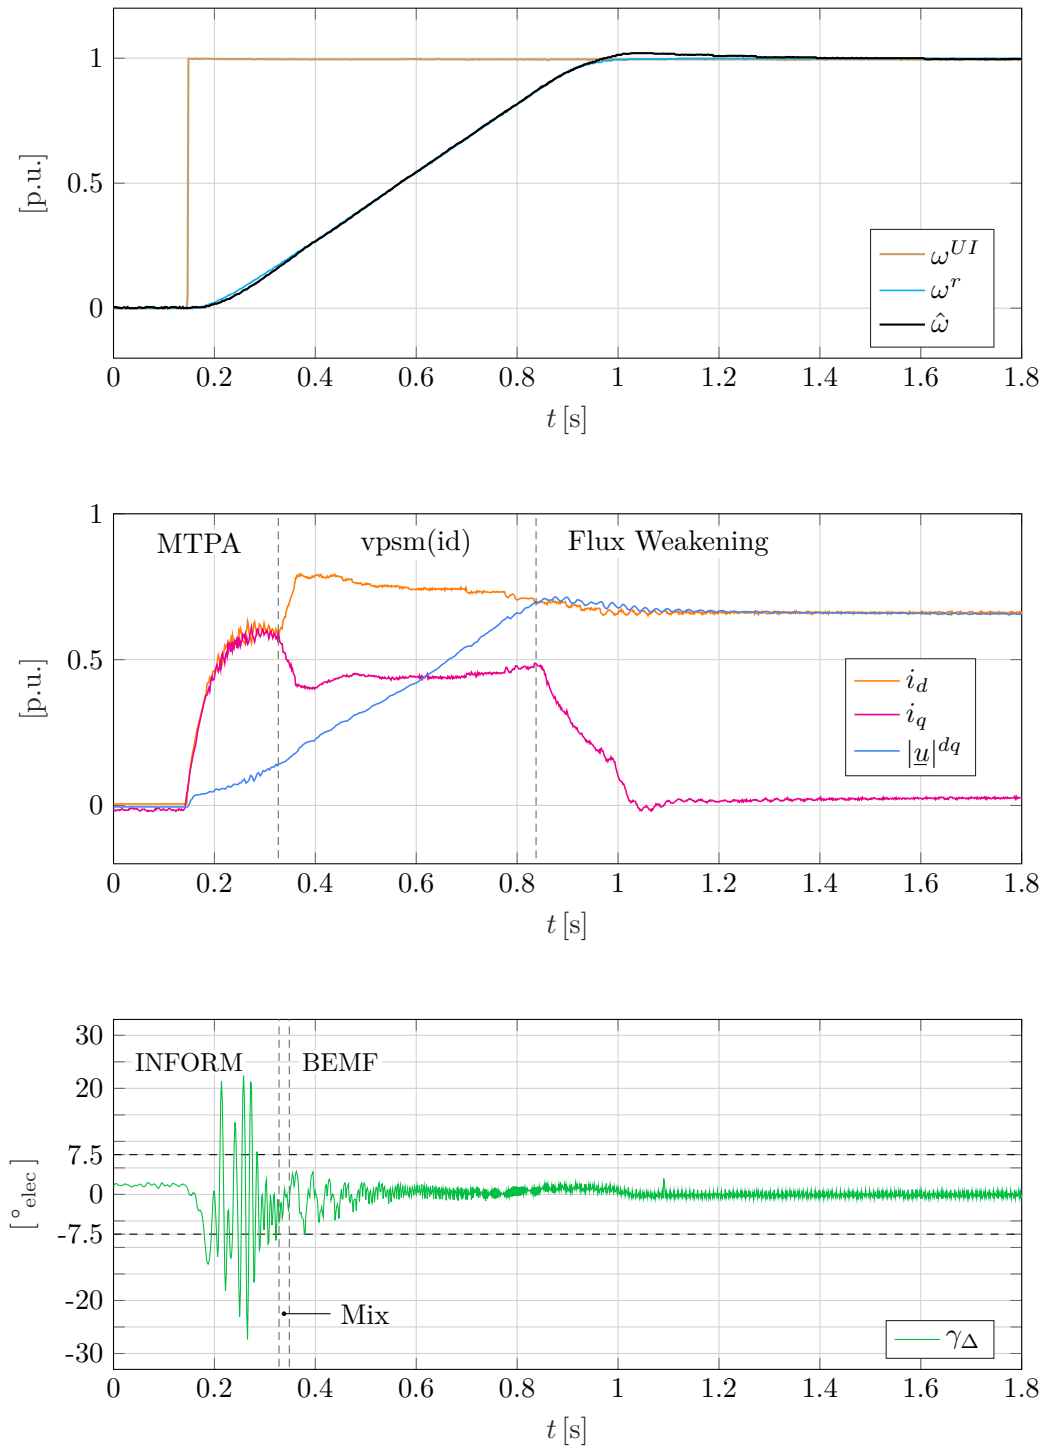 1
0.5
0
[p.u.]
ω^{UI}
ω^r
ω̂
0 0.2 0.4 0.6 0.8 1 1.2 1.4 1.6 1.8
t [s]
1
0.5
0
[p.u.]
MTPA vpsm(id) Flux Weakening
i_d
i_q
|u̲|^{dq}
0 0.2 0.4 0.6 0.8 1 1.2 1.4 1.6 1.8
t [s]
30
20
7.5
0
-7.5
-20
-30
[°elec]
INFORM BEMF
Mix
γ_Δ
0 0.2 0.4 0.6 0.8 1 1.2 1.4 1.6 1.8
t [s]